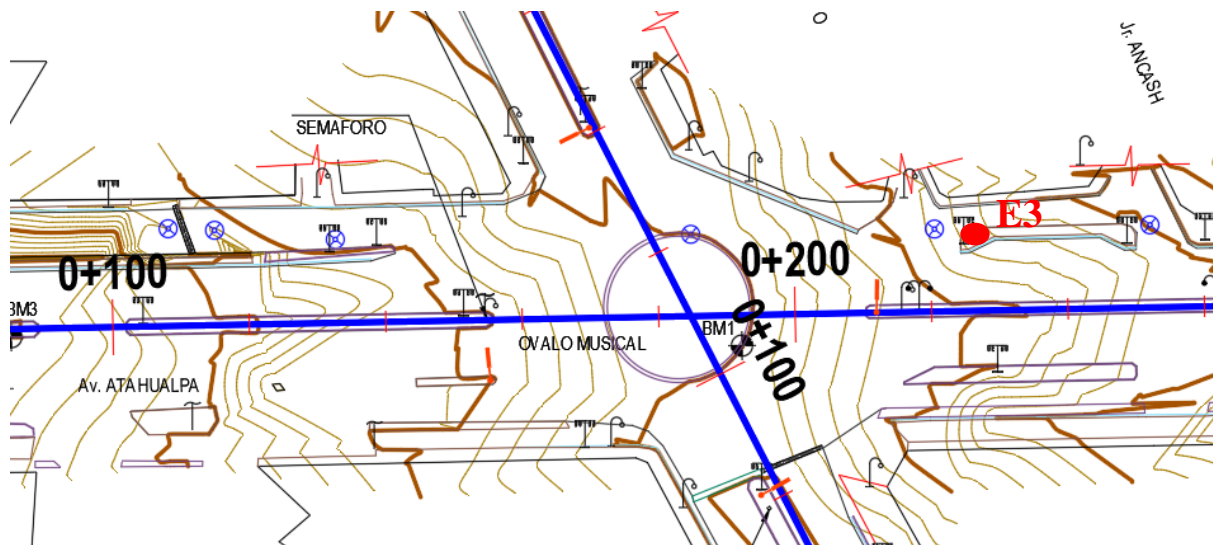 Jr. ANCASH
SEMAFORO
E3
0+200
0+100
BM3
BM1
0+100
OVALO MUSICAL
Av. ATAHUALPA